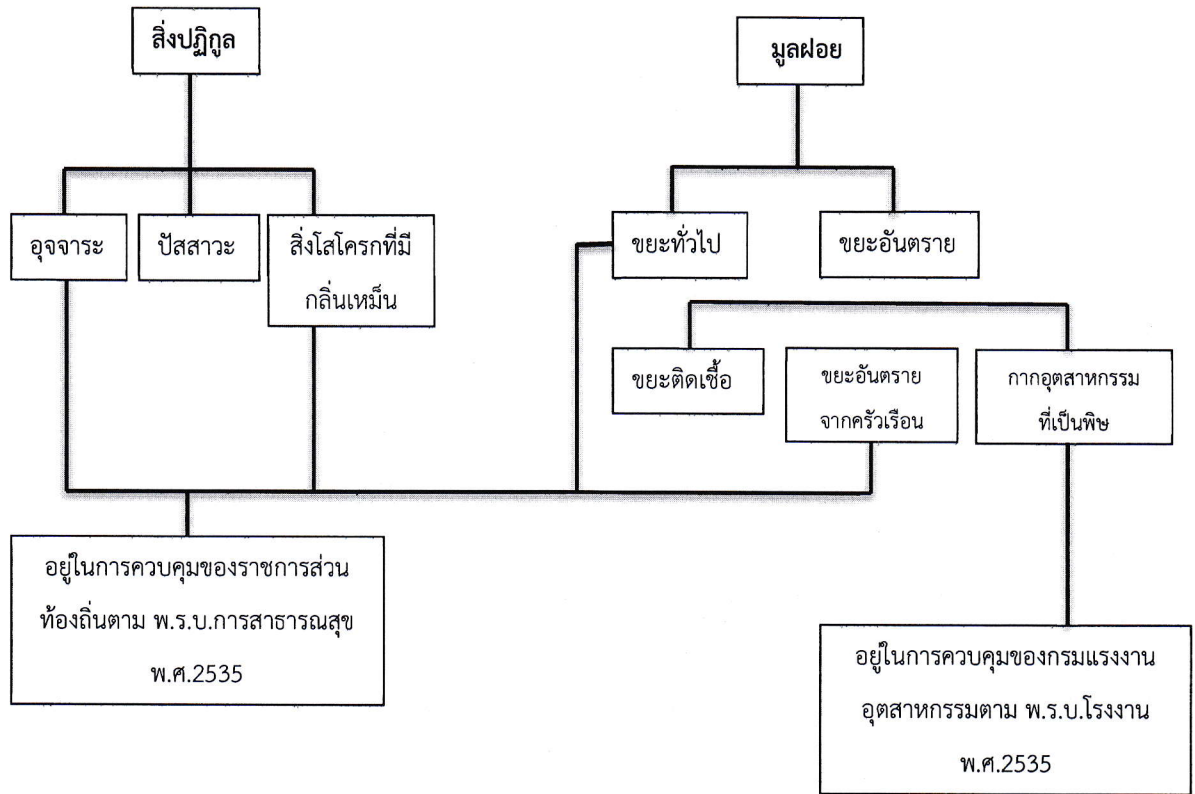 สิ่งปฏิกูล
มูลฝอย
อุจจาระ
ปัสสาวะ
สิ่งโสโครกที่มี
กลิ่นเหม็น
ขยะทั่วไป
ขยะอันตราย
ขยะติดเชื้อ
ขยะอันตราย
จากครัวเรือน
กากอุตสาหกรรม
ที่เป็นพิษ
อยู่ในการควบคุมของราชการส่วน
ท้องถิ่นตาม พ.ร.บ.การสาธารณสุข
พ.ศ.2535
อยู่ในการควบคุมของกรมแรงงาน
อุตสาหกรรมตาม พ.ร.บ.โรงงาน
พ.ศ.2535